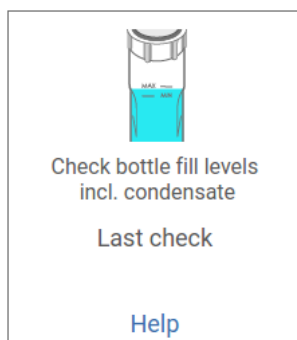 MAX
MIN
Check bottle fill levels
incl. condensate
Last check
Help